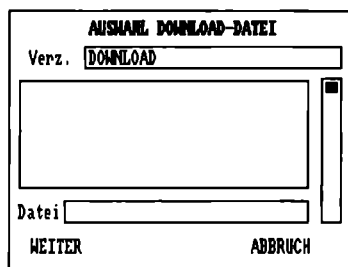 AUSWAHL DOWNLOAD-DATEI
Verz. DOWNLOAD
Datei
WEITER ABBRUCH